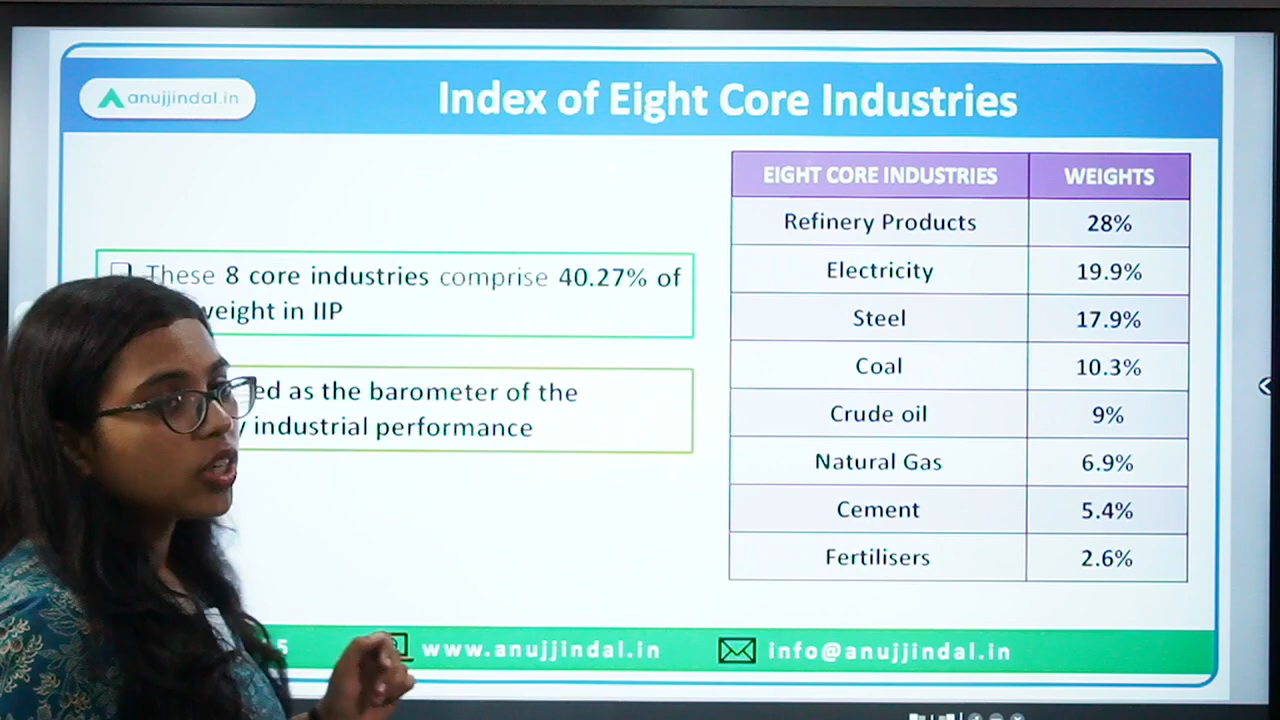 anujjindal.in
Index of Eight Core Industries
These 8 core industries comprise 40.27% of
weight in IIP
as the barometer of the
industrial performance
EIGHT CORE INDUSTRIES WEIGHTS
Refinery Products 28%
Electricity 19.9%
Steel 17.9%
Coal 10.3%
Crude oil 9%
Natural Gas 6.9%
Cement 5.4%
Fertilisers 2.6%
5 www.anujjindal.in info@anujjindal.in